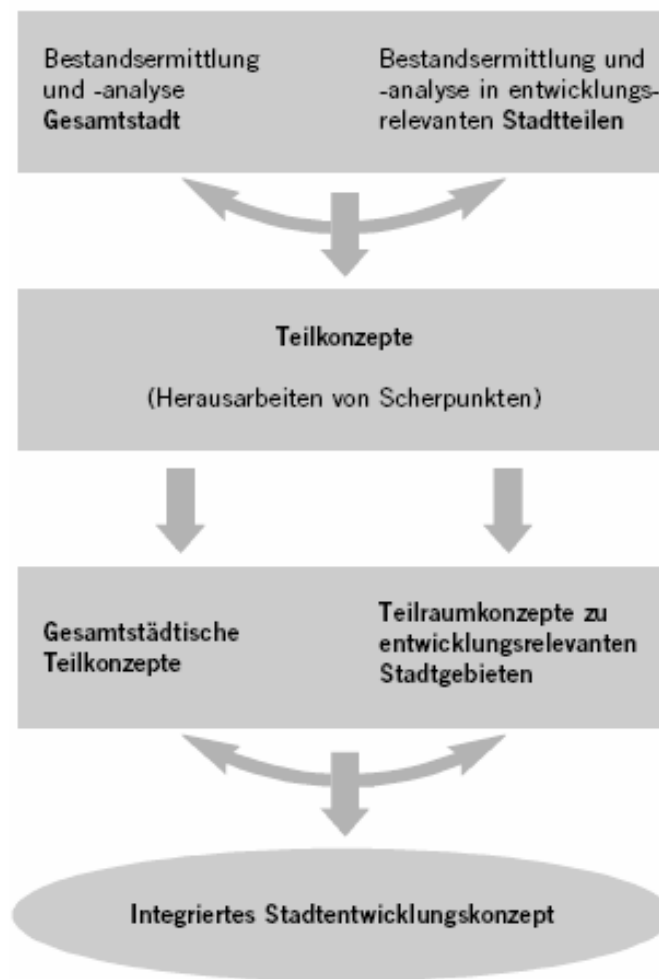 Bestandsermittlung
und -analyse
Gesamtstadt
Bestandsermittlung und
-analyse in entwicklungs-
relevanten Stadtteilen
Teilkonzepte
(Herausarbeiten von Scherpunkten)
Gesamtstädtische
Teilkonzepte
Teilraumkonzepte zu
entwicklungsrelevanten
Stadtgebieten
Integriertes Stadtentwicklungskonzept